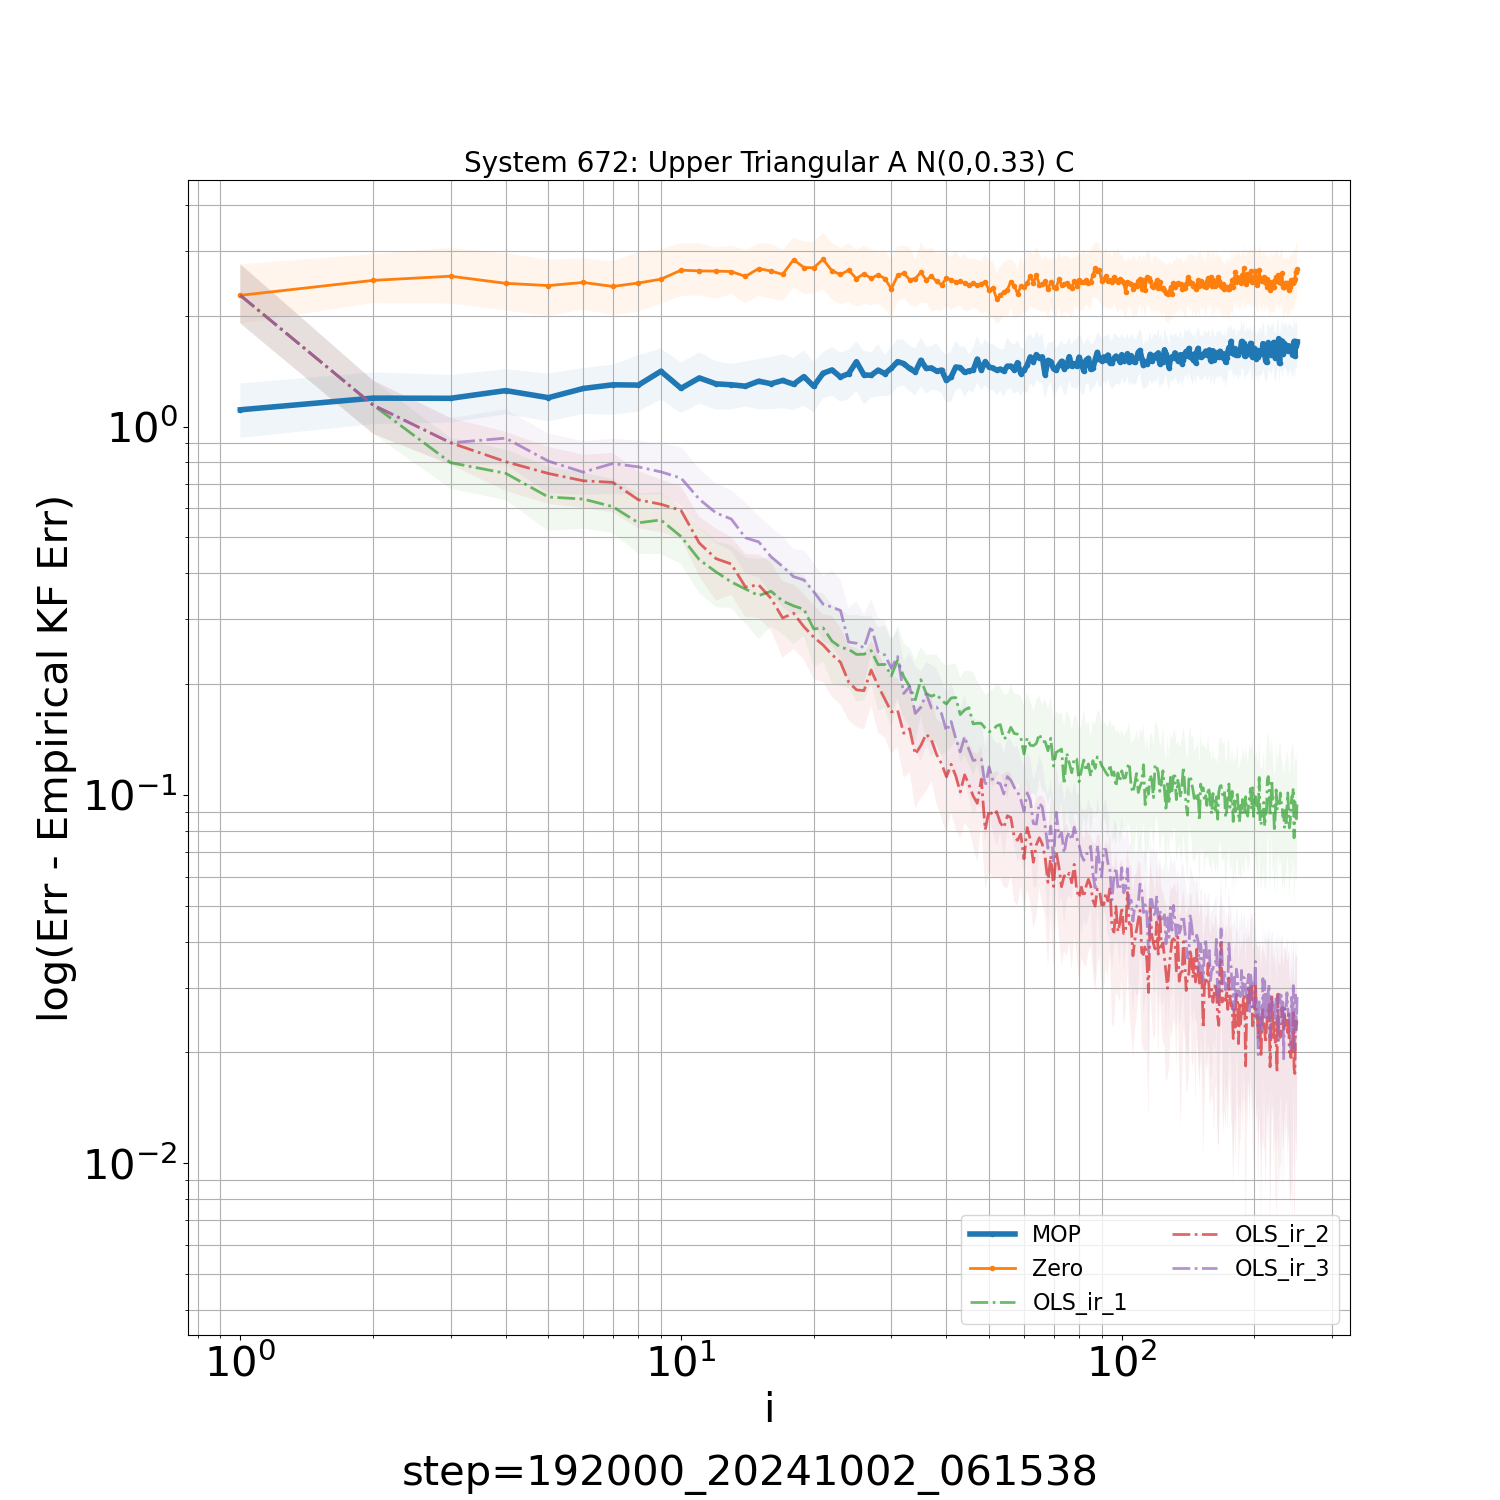 System 672: Upper Triangular A N(0,0.33) C
log(Err - Empirical KF Err)
10⁰
10⁻¹
10⁻²
MOP
Zero
OLS_ir_1
OLS_ir_2
OLS_ir_3
10⁰ 10¹ 10²
i
step=192000_20241002_061538